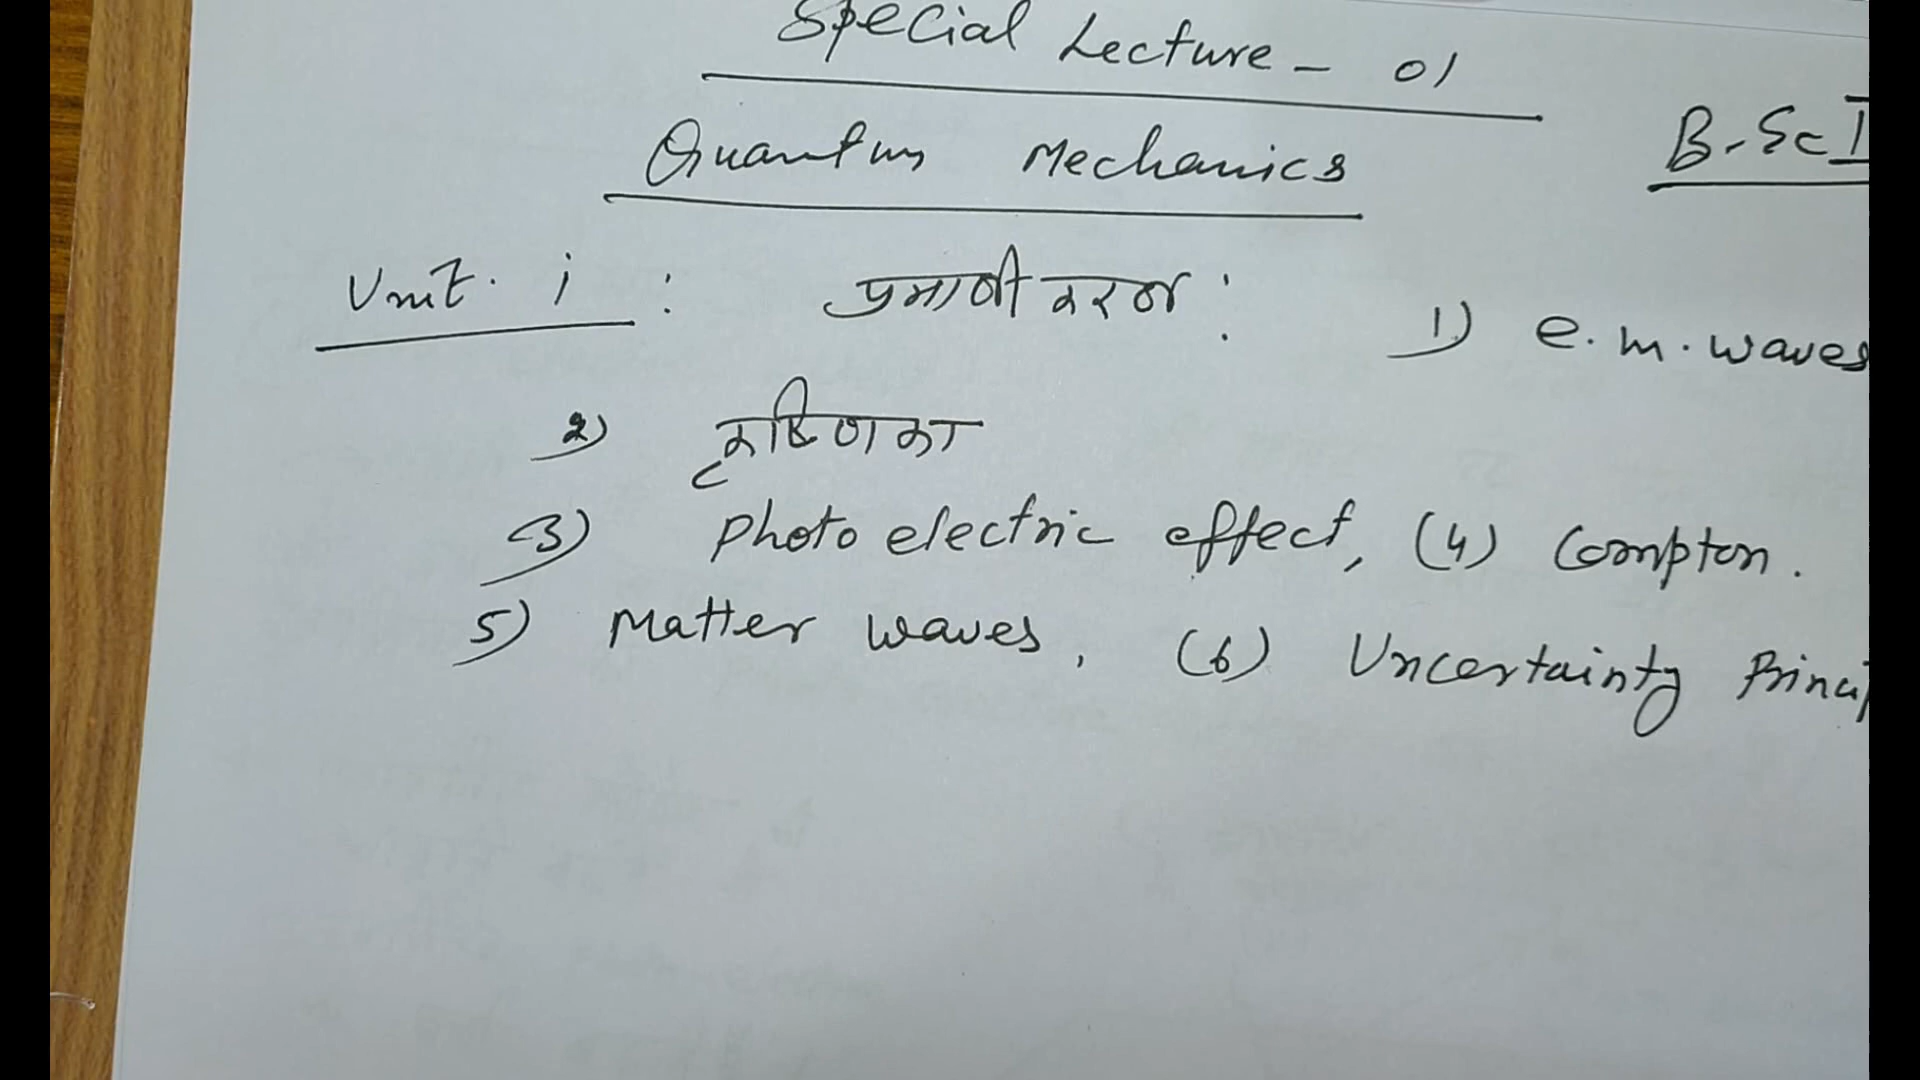 Special Lecture - 01
Quantum Mechanics
B.Sc I
Unit. i : प्रमाणीकरण : 1) e.m. waves
2) कृष्णिका
(3) Photo electric effect, (4) Compton.
5) Matter waves, (6) Uncertainty